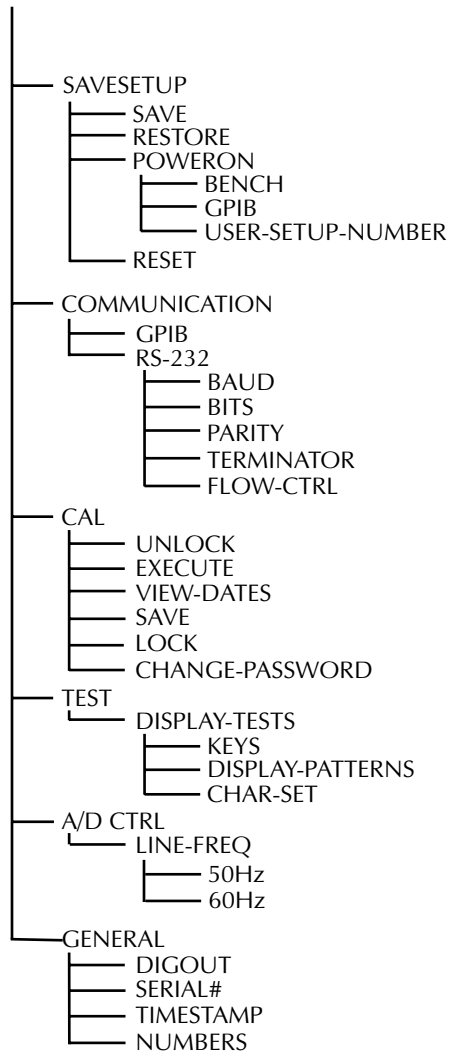 SAVESETUP
SAVE
RESTORE
POWERON
BENCH
GPIB
USER-SETUP-NUMBER
RESET
COMMUNICATION
GPIB
RS-232
BAUD
BITS
PARITY
TERMINATOR
FLOW-CTRL
CAL
UNLOCK
EXECUTE
VIEW-DATES
SAVE
LOCK
CHANGE-PASSWORD
TEST
DISPLAY-TESTS
KEYS
DISPLAY-PATTERNS
CHAR-SET
A/D CTRL
LINE-FREQ
50Hz
60Hz
GENERAL
DIGOUT
SERIAL#
TIMESTAMP
NUMBERS